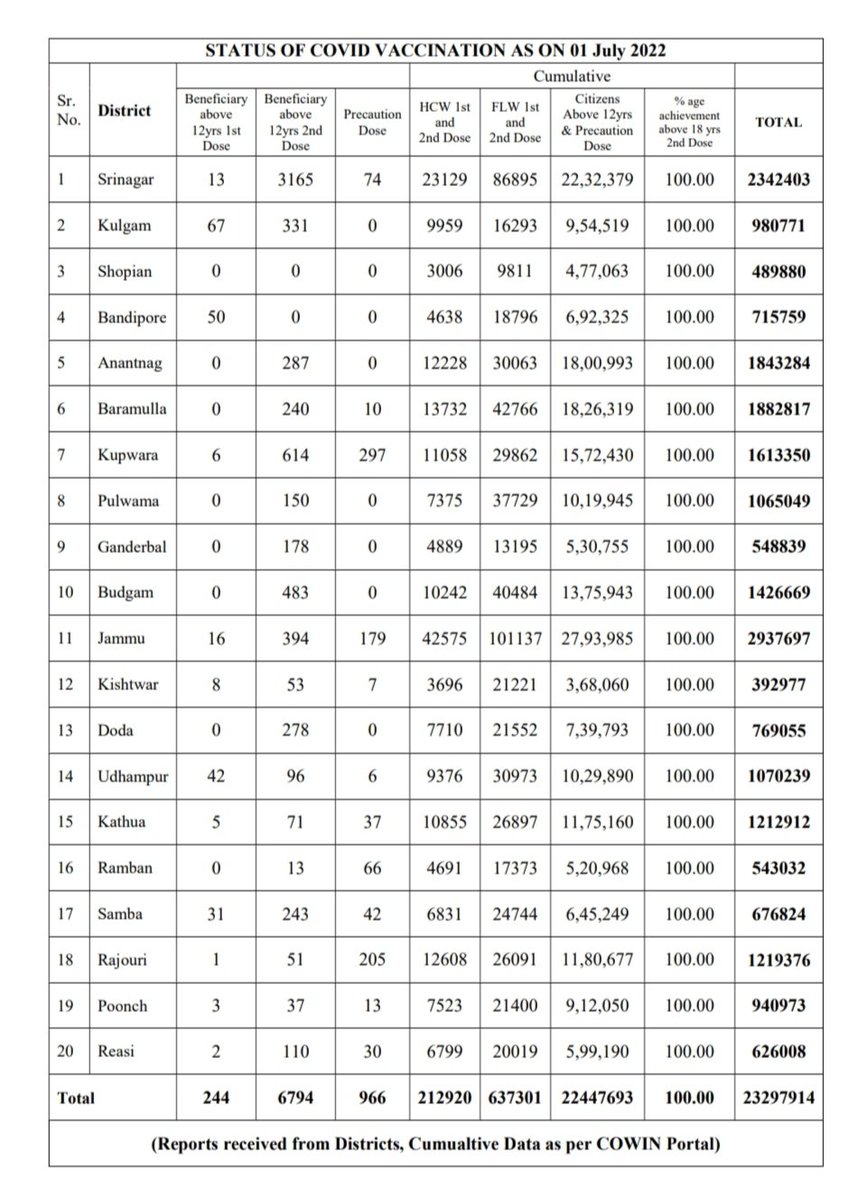 STATUS OF COVID VACCINATION AS ON 01 July 2022
Cumulative
Sr. No. District Beneficiary above 12yrs 1st Dose Beneficiary above 12yrs 2nd Dose Precaution Dose HCW 1st and 2nd Dose FLW 1st and 2nd Dose Citizens Above 12yrs & Precaution Dose % age achievement above 18 yrs 2nd Dose TOTAL
1 Srinagar 13 3165 74 23129 86895 22,32,379 100.00 2342403
2 Kulgam 67 331 0 9959 16293 9,54,519 100.00 980771
3 Shopian 0 0 0 3006 9811 4,77,063 100.00 489880
4 Bandipore 50 0 0 4638 18796 6,92,325 100.00 715759
5 Anantnag 0 287 0 12228 30063 18,00,993 100.00 1843284
6 Baramulla 0 240 10 13732 42766 18,26,319 100.00 1882817
7 Kupwara 6 614 297 11058 29862 15,72,430 100.00 1613350
8 Pulwama 0 150 0 7375 37729 10,19,945 100.00 1065049
9 Ganderbal 0 178 0 4889 13195 5,30,755 100.00 548839
10 Budgam 0 483 0 10242 40484 13,75,943 100.00 1426669
11 Jammu 16 394 179 42575 101137 27,93,985 100.00 2937697
12 Kishtwar 8 53 7 3696 21221 3,68,060 100.00 392977
13 Doda 0 278 0 7710 21552 7,39,793 100.00 769055
14 Udhampur 42 96 6 9376 30973 10,29,890 100.00 1070239
15 Kathua 5 71 37 10855 26897 11,75,160 100.00 1212912
16 Ramban 0 13 66 4691 17373 5,20,968 100.00 543032
17 Samba 31 243 42 6831 24744 6,45,249 100.00 676824
18 Rajouri 1 51 205 12608 26091 11,80,677 100.00 1219376
19 Poonch 3 37 13 7523 21400 9,12,050 100.00 940973
20 Reasi 2 110 30 6799 20019 5,99,190 100.00 626008
Total 244 6794 966 212920 637301 22447693 100.00 23297914
(Reports received from Districts, Cumualtive Data as per COWIN Portal)